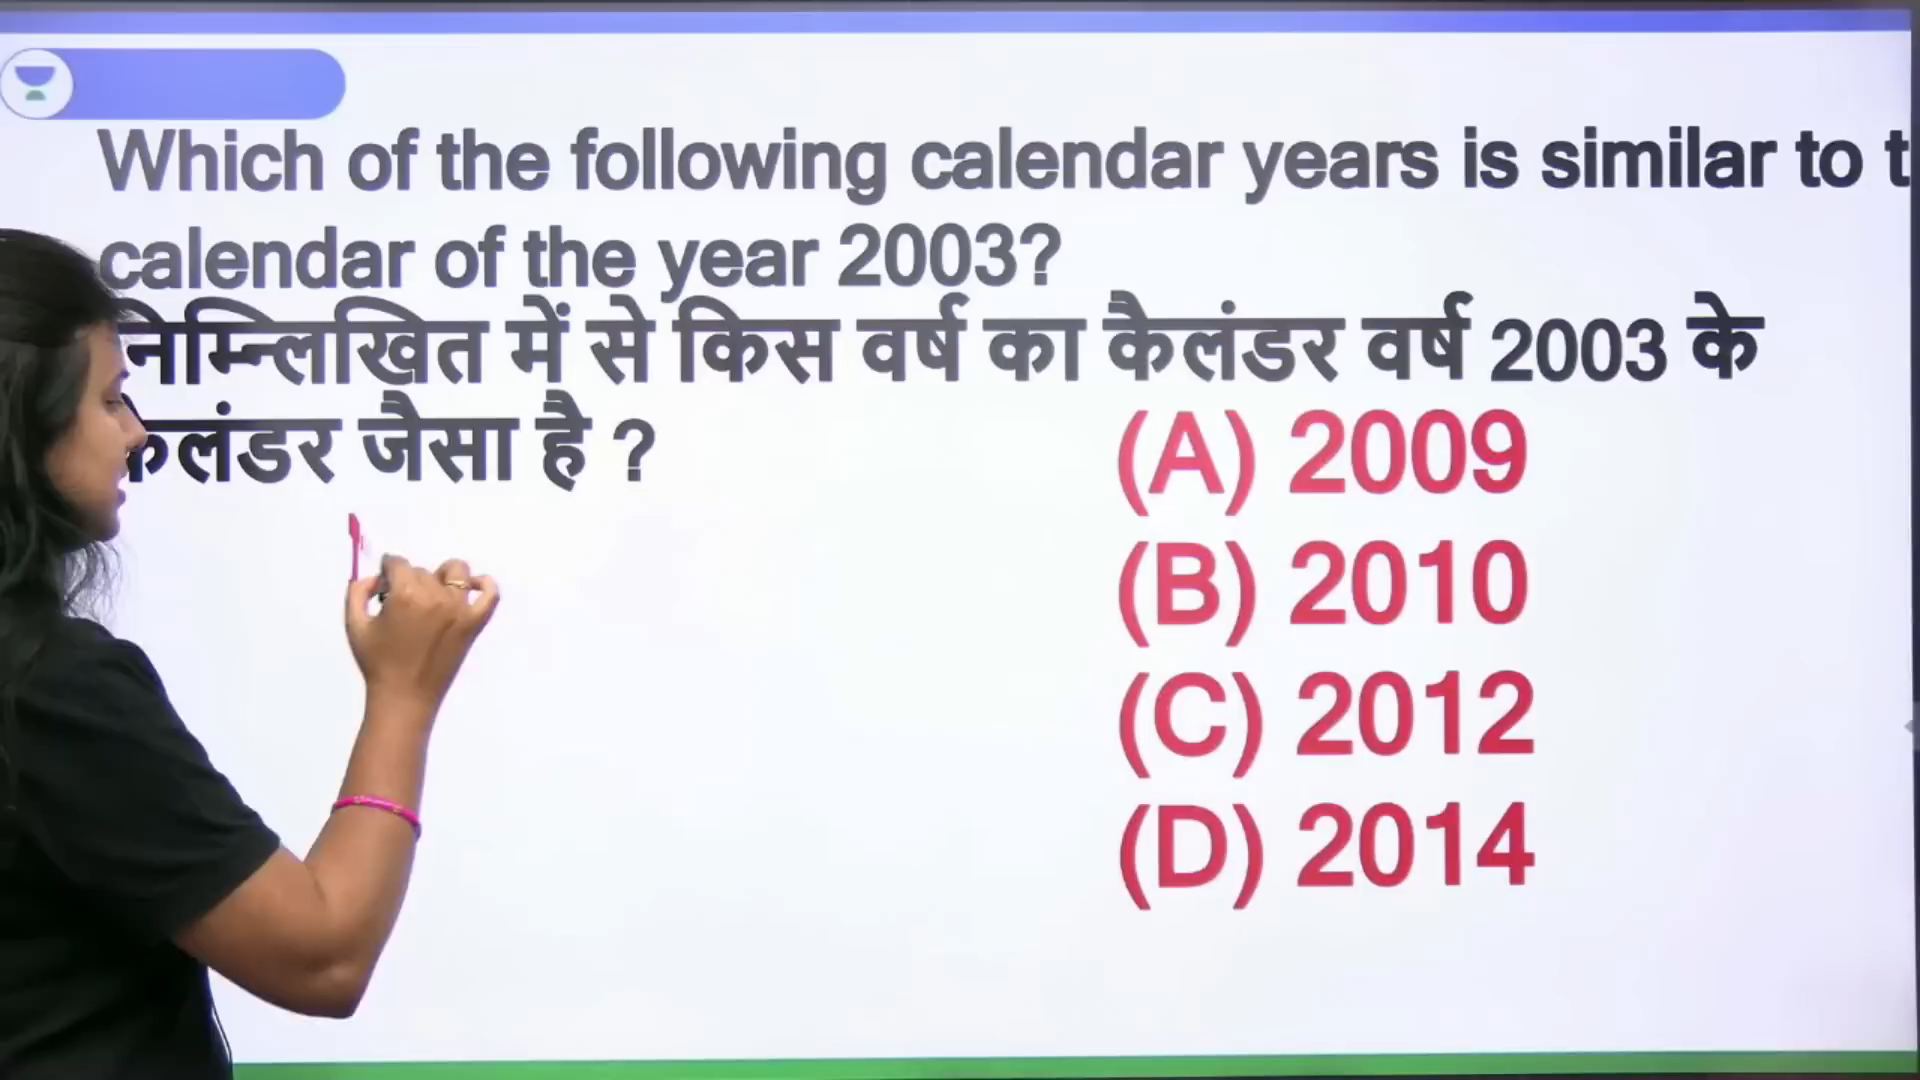 Which of the following calendar years is similar to
calendar of the year 2003?
निम्नलिखित में से किस वर्ष का कैलंडर वर्ष 2003 के
कैलंडर जैसा है ?
(A) 2009
(B) 2010
(C) 2012
(D) 2014